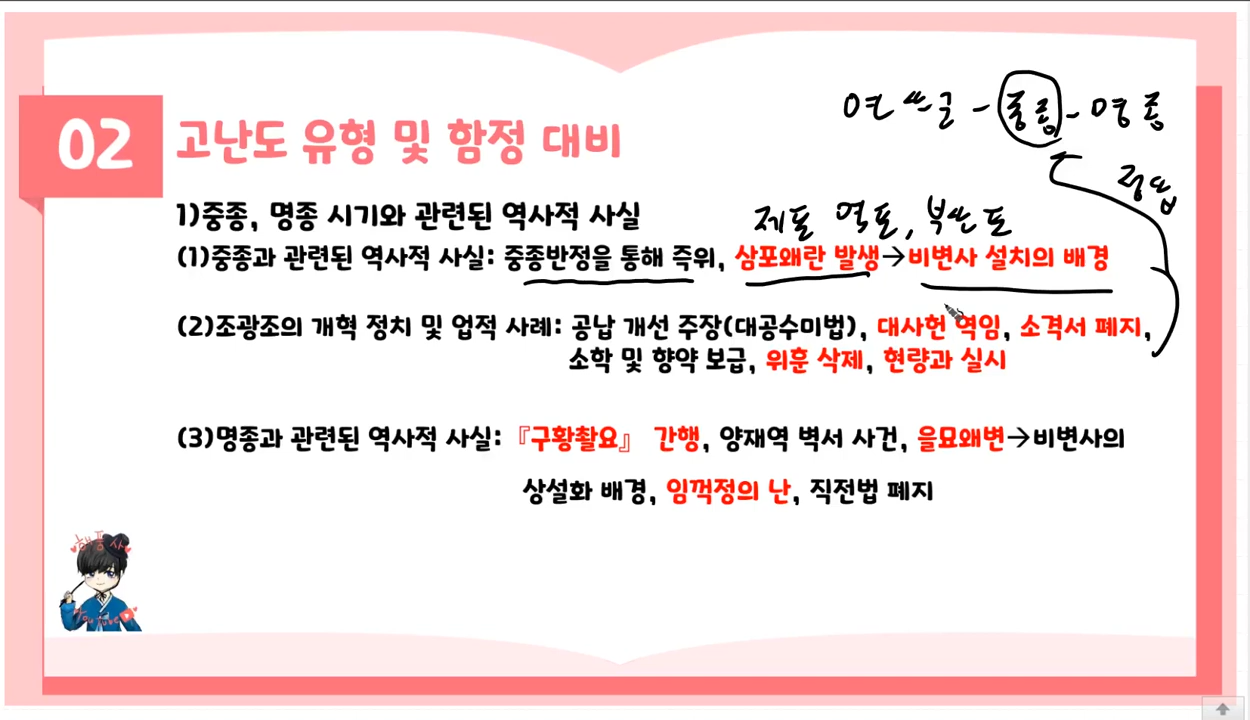 연산군 - 중종 - 명종
02 고난도 유형 및 함정 대비
정답
1)중종, 명종 시기와 관련된 역사적 사실
제포 염포, 부산포
(1)중종과 관련된 역사적 사실: 중종반정을 통해 즉위, 삼포왜란 발생→비변사 설치의 배경
(2)조광조의 개혁 정치 및 업적 사례: 공납 개선 주장(대공수미법), 대사헌 역임, 소격서 폐지,
소학 및 향약 보급, 위훈 삭제, 현량과 실시
(3)명종과 관련된 역사적 사실: 『구황촬요』 간행, 양재역 벽서 사건, 을묘왜변→비변사의
상설화 배경, 임꺽정의 난, 직전법 폐지
해품사
YouTube